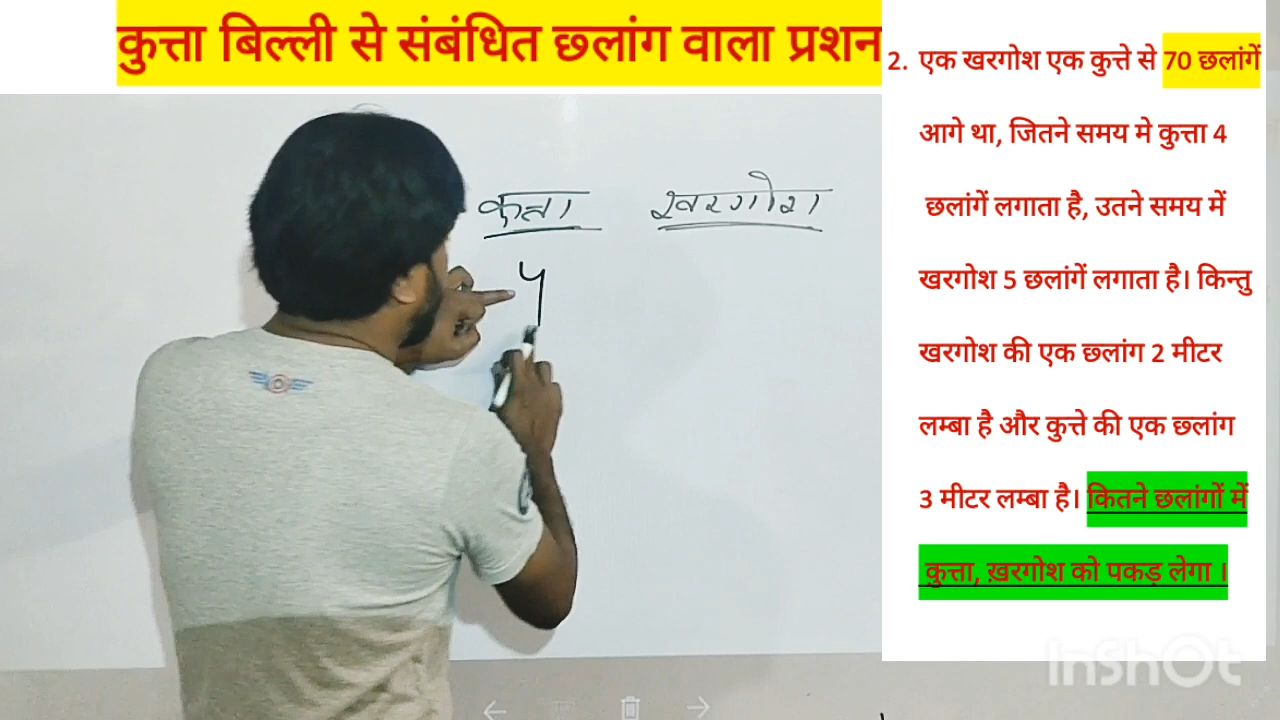 कुत्ता बिल्ली से संबंधित छलांग वाला प्रशन
2. एक खरगोश एक कुत्ते से 70 छलांगें
आगे था, जितने समय मे कुत्ता 4
छलांगें लगाता है, उतने समय में
खरगोश 5 छलांगें लगाता है। किन्तु
खरगोश की एक छलांग 2 मीटर
लम्बा है और कुत्ते की एक छलांग
3 मीटर लम्बा है। कितने छलांगों में
कुत्ता, ख़रगोश को पकड़ लेगा ।
कुत्ता खरगोश
4
InShOt